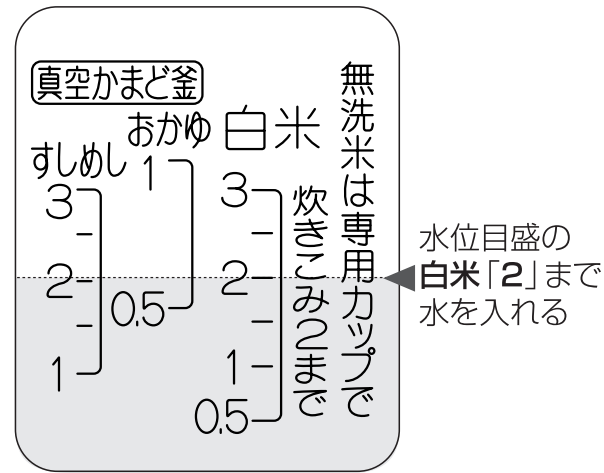 無洗米は専用カップで
炊きこみ2まで
白米
3
2
1
0.5
真空かまど釜
おかゆ
1
0.5
すしめし
3
2
1
水位目盛の
白米「2」まで
水を入れる